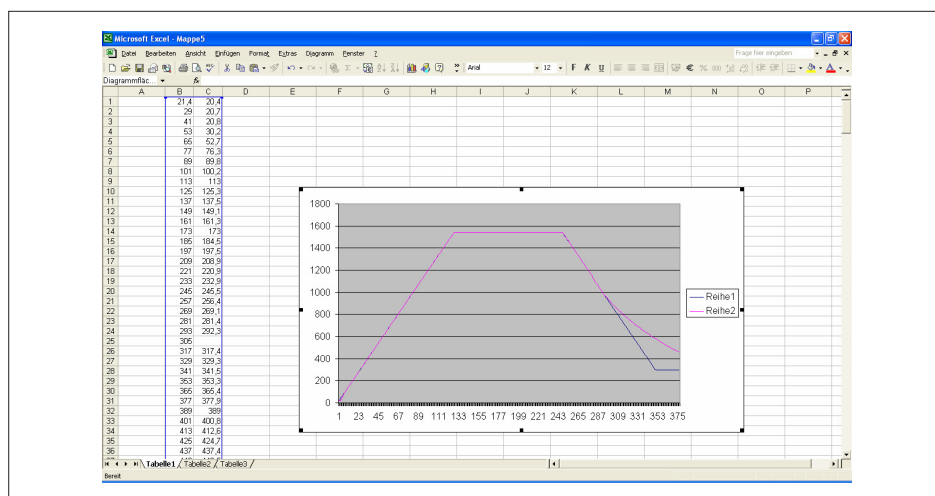 Microsoft Excel - Mappe5
Datei Bearbeiten Ansicht Einfügen Format Extras Diagramm Fenster ?
Frage hier eingeben
Arial 12 F K U
Diagrammfläc... fx
A B C D E F G H I J K L M N O P
1 21,4 20,4
2 29 20,7
3 41 20,8
4 53 30,2
5 65 52,7
6 77 76,3
7 89 89,8
8 101 100,2
9 113 113
10 125 125,3
11 137 137,5
12 149 149,1
13 161 161,3
14 173 173
15 185 184,5
16 197 197,5
17 209 208,9
18 221 220,9
19 233 232,9
20 245 245,5
21 257 256,4
22 269 269,1
23 281 281,4
24 293 292,3
25 305
26 317 317,4
27 329 329,3
28 341 341,5
29 353 353,3
30 365 365,4
31 377 377,9
32 389 389
33 401 400,8
34 413 412,6
35 425 424,7
36 437 437,4
1800
1600
1400
1200
1000
800
600
400
200
0
1 23 45 67 89 111 133 155 177 199 221 243 265 287 309 331 353 375
Reihe1
Reihe2
Tabelle1 Tabelle2 Tabelle3
Bereit